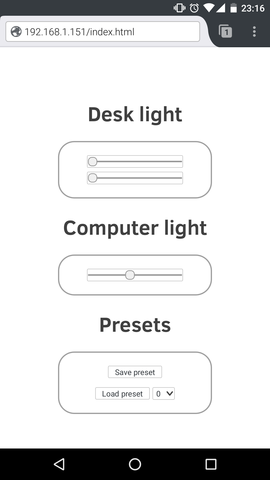 23:16
192.168.1.151/index.html
1
Desk light
Computer light
Presets
Save preset
Load preset 0